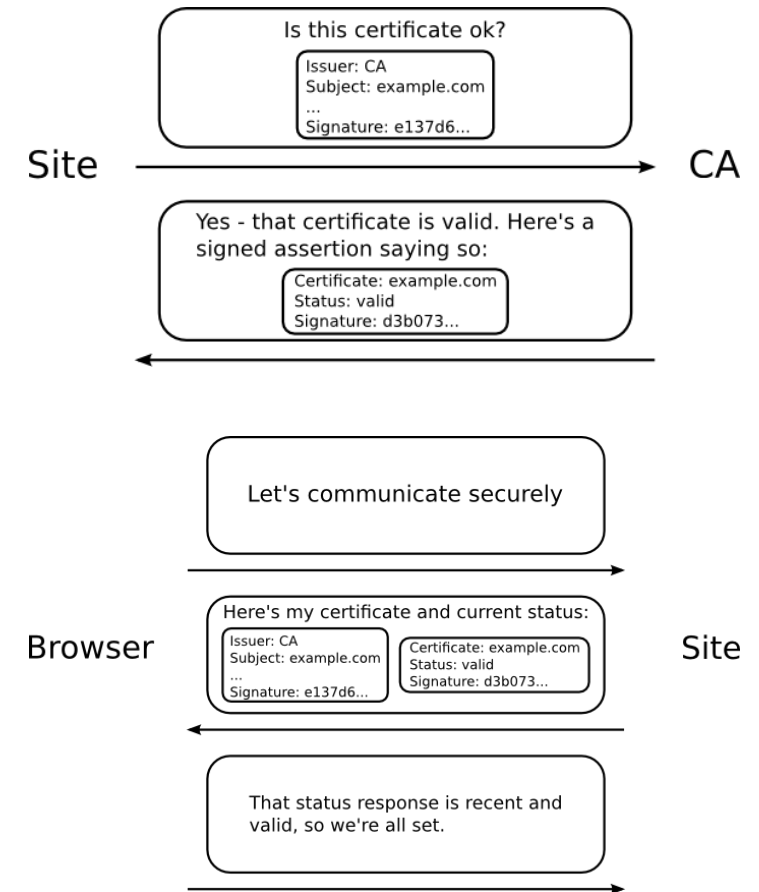 Is this certificate ok?
Issuer: CA
Subject: example.com
...
Signature: e137d6...
Site
CA
Yes - that certificate is valid. Here's a
signed assertion saying so:
Certificate: example.com
Status: valid
Signature: d3b073...
Let's communicate securely
Here's my certificate and current status:
Issuer: CA
Subject: example.com
...
Signature: e137d6...
Certificate: example.com
Status: valid
Signature: d3b073...
Browser
Site
That status response is recent and
valid, so we're all set.